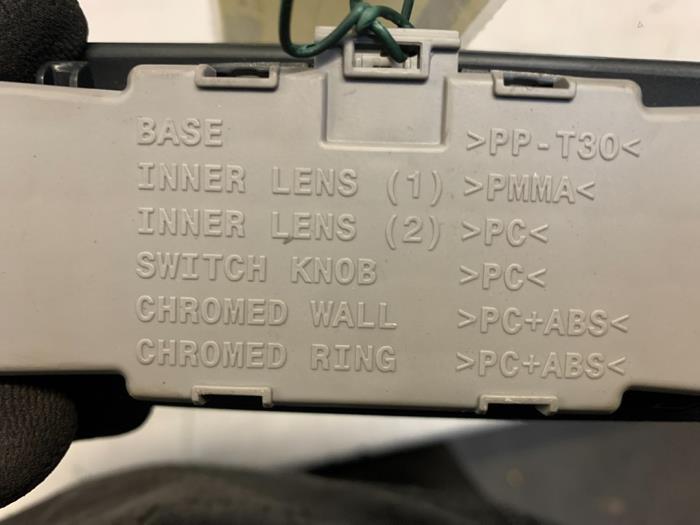 BASE >PP-T30<
INNER LENS (1) >PMMA<
INNER LENS (2) >PC<
SWITCH KNOB >PC<
CHROMED WALL >PC+ABS<
CHROMED RING >PC+ABS<